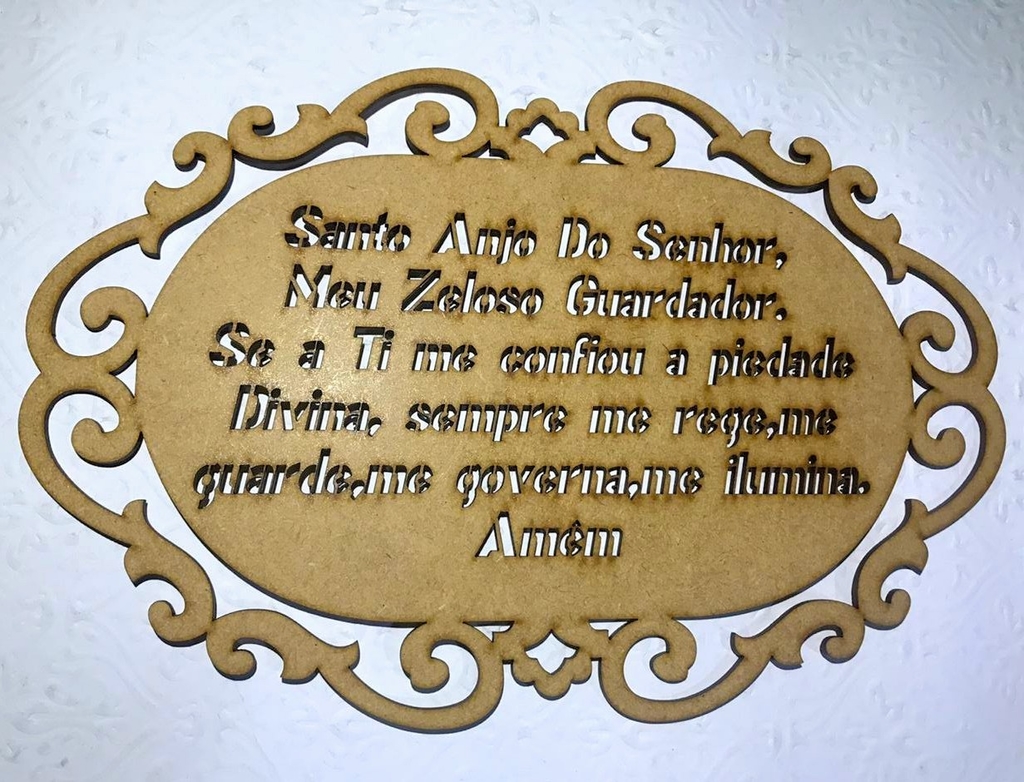 Santo Anjo Do Senhor,
Meu Zeloso Guardador.
Se a Ti me confiou a piedade
Divina, sempre me rege,me
guarde,me governa,me ilumina.
Amêm